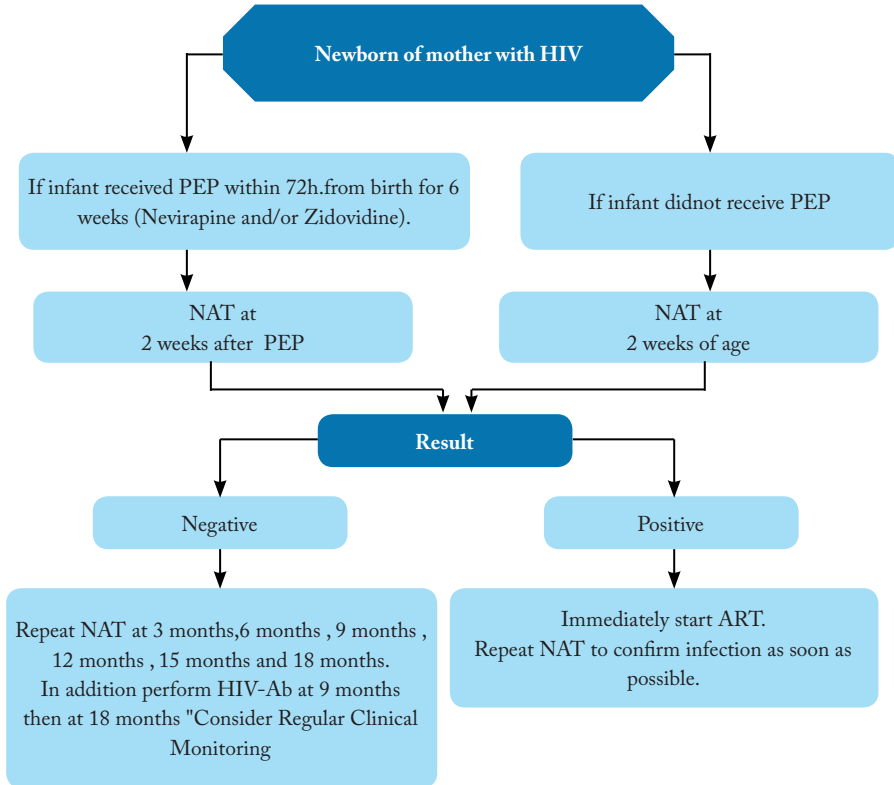 Newborn of mother with HIV
If infant received PEP within 72h.from birth for 6
weeks (Nevirapine and/or Zidovidine).
If infant didnot receive PEP
NAT at
2 weeks after PEP
NAT at
2 weeks of age
Result
Negative
Positive
Repeat NAT at 3 months,6 months , 9 months ,
12 months , 15 months and 18 months.
In addition perform HIV-Ab at 9 months
then at 18 months "Consider Regular Clinical
Monitoring
Immediately start ART.
Repeat NAT to confirm infection as soon as
possible.